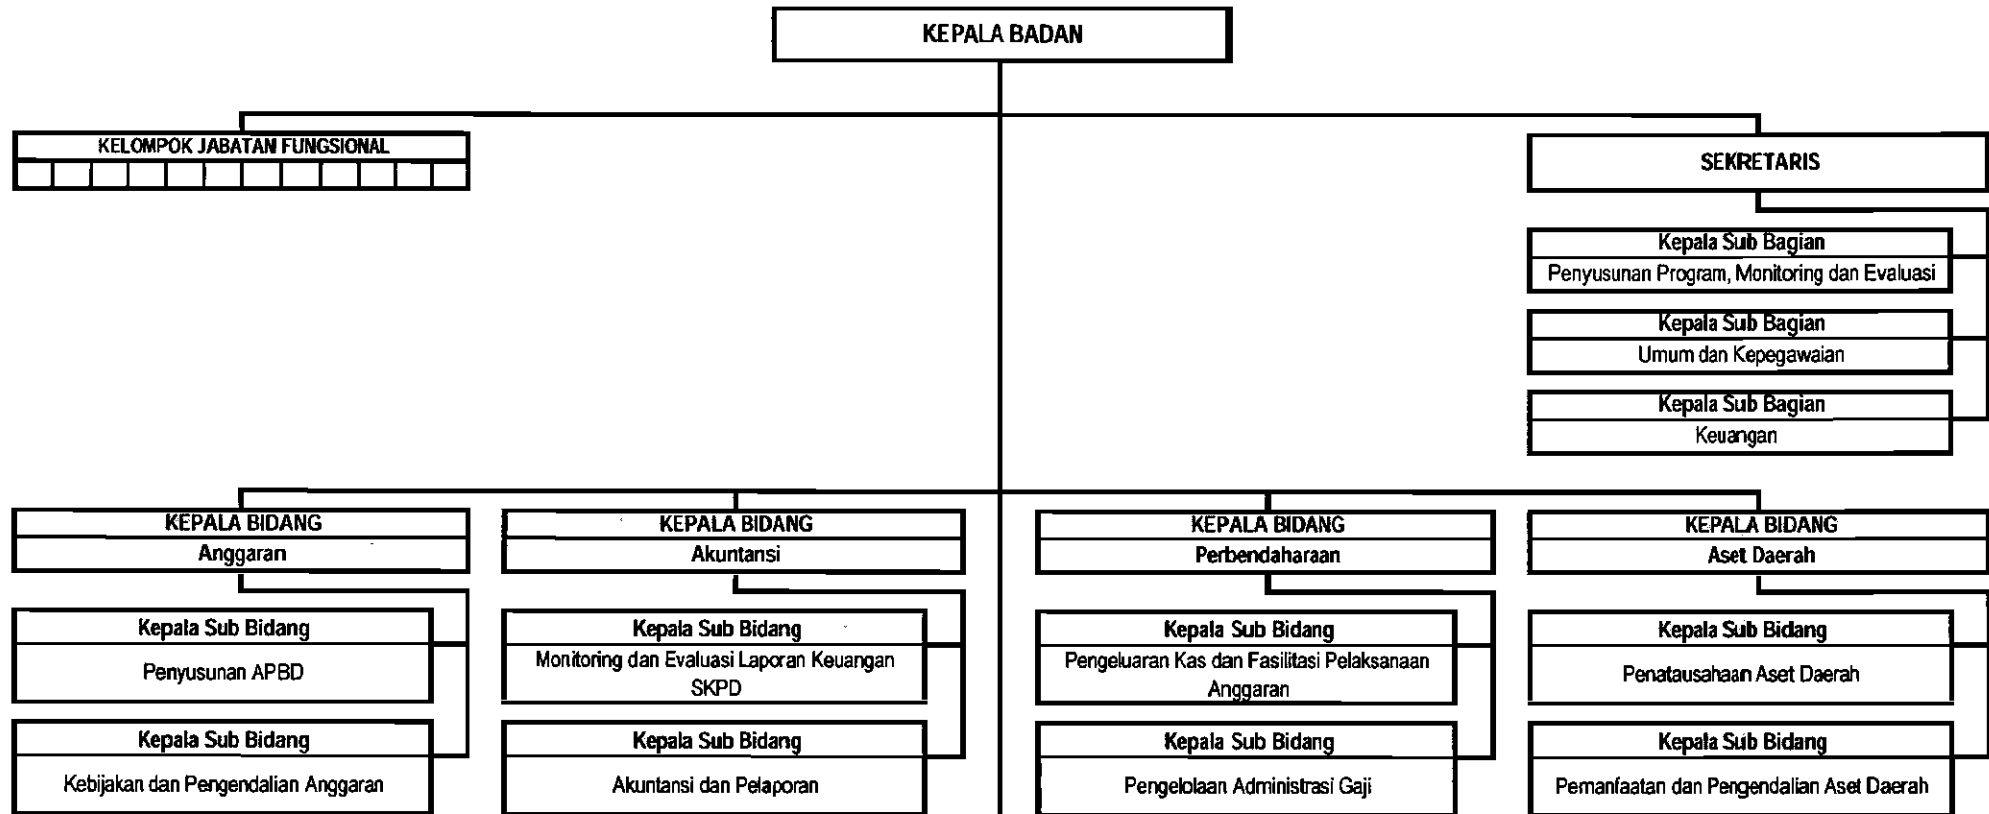 KEPALA BADAN
KELOMPOK JABATAN FUNGSIONAL
SEKRETARIS
Kepala Sub Bagian
Penyusunan Program, Monitoring dan Evaluasi
Kepala Sub Bagian
Umum dan Kepegawaian
Kepala Sub Bagian
Keuangan
KEPALA BIDANG
Anggaran
Kepala Sub Bidang
Penyusunan APBD
Kepala Sub Bidang
Kebijakan dan Pengendalian Anggaran
KEPALA BIDANG
Akuntansi
Kepala Sub Bidang
Monitoring dan Evaluasi Laporan Keuangan
SKPD
Kepala Sub Bidang
Akuntansi dan Pelaporan
KEPALA BIDANG
Perbendaharaan
Kepala Sub Bidang
Pengeluaran Kas dan Fasilitasi Pelaksanaan
Anggaran
Kepala Sub Bidang
Pengelolaan Administrasi Gaji
KEPALA BIDANG
Aset Daerah
Kepala Sub Bidang
Penatausahaan Aset Daerah
Kepala Sub Bidang
Pemanfaatan dan Pengendalian Aset Daerah